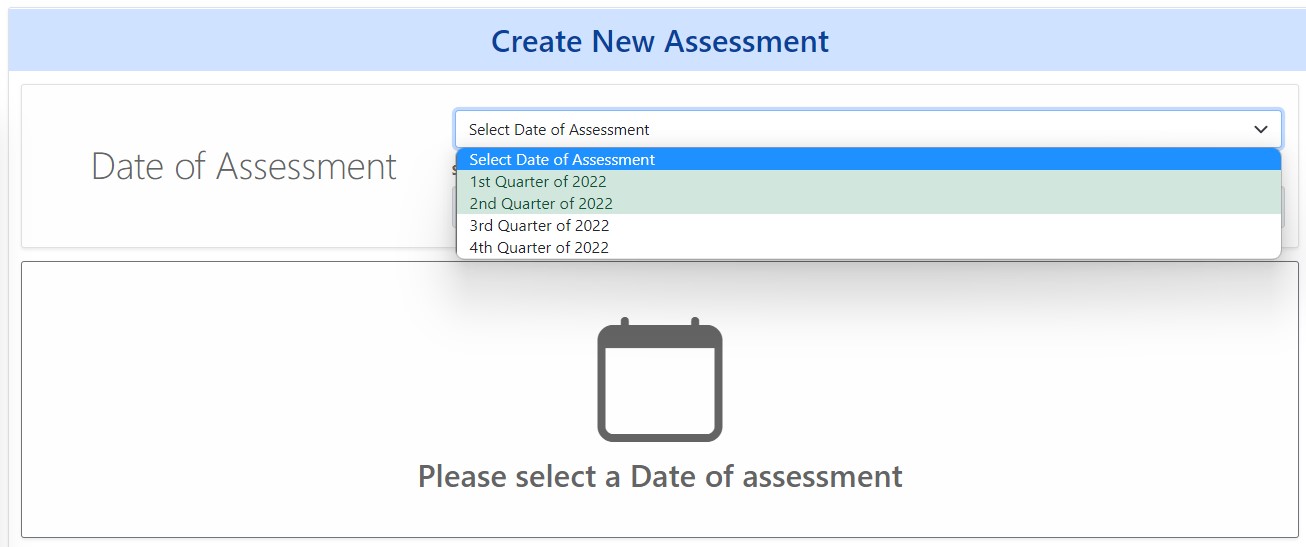 Create New Assessment
Date of Assessment
Select Date of Assessment
Select Date of Assessment
1st Quarter of 2022
2nd Quarter of 2022
3rd Quarter of 2022
4th Quarter of 2022
Please select a Date of assessment